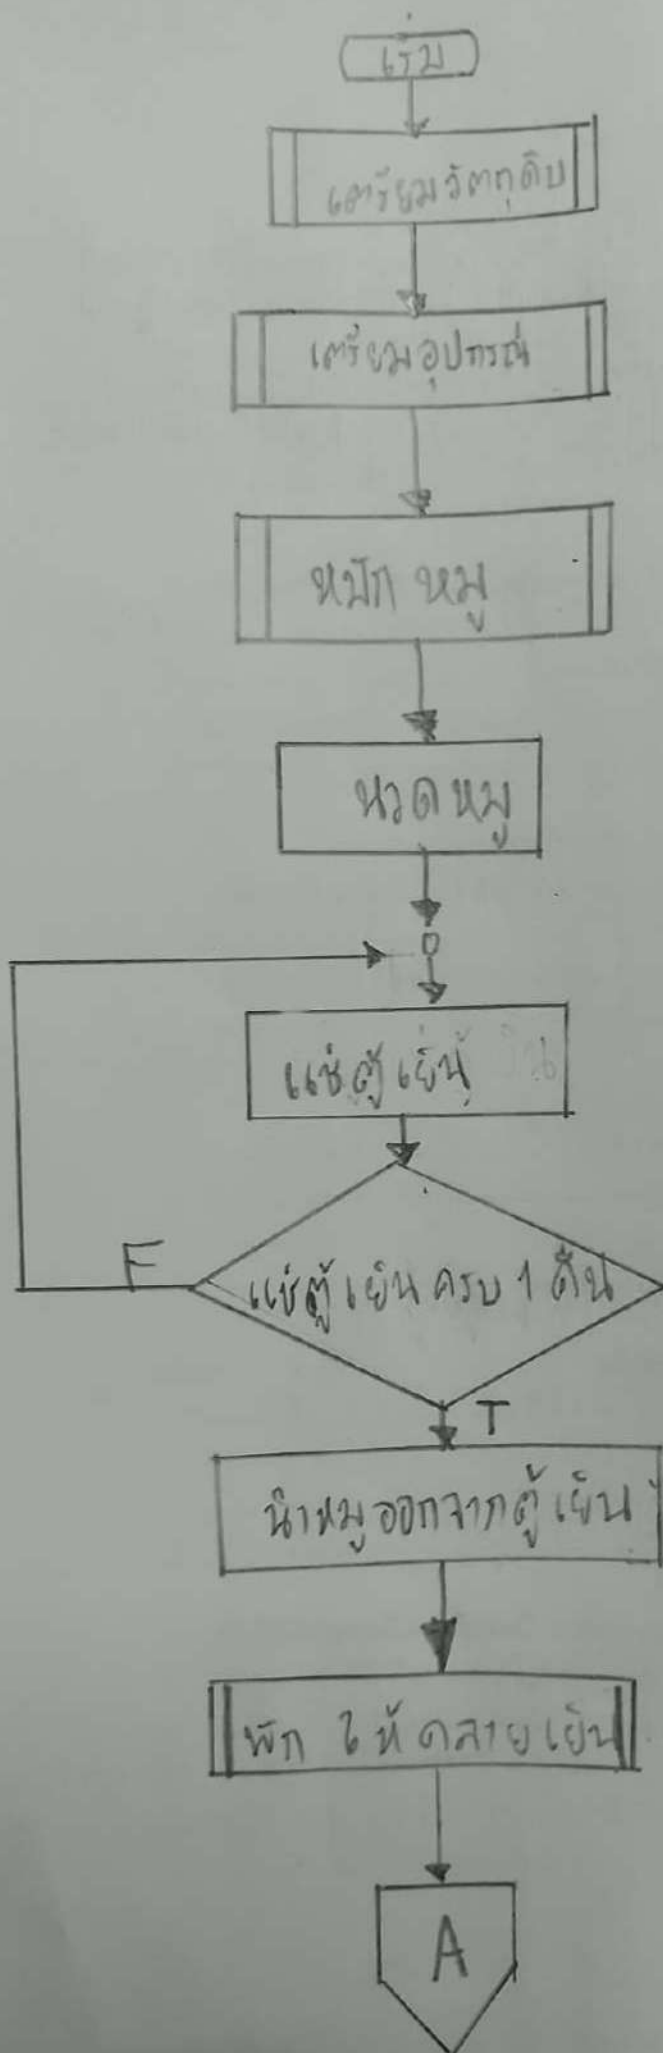 เริ่ม
เตรียมวัตถุดิบ
เตรียมอุปกรณ์
หมัก หมู
นวดหมู
แช่ตู้เย็น
แช่ตู้เย็นครบ 1 คืน
F
T
นำหมูออกจากตู้เย็น
พัก ให้คลายเย็น
A